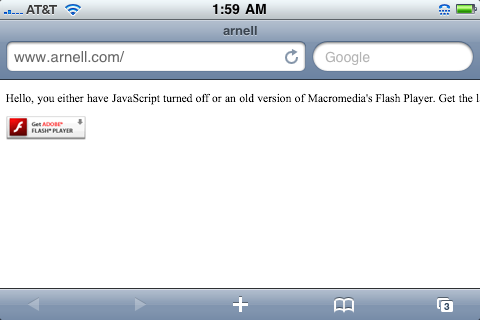 AT&T 1:59 AM
arnell
www.arnell.com/ Google
Hello, you either have JavaScript turned off or an old version of Macromedia's Flash Player. Get the l
Get ADOBE®
FLASH® PLAYER
3